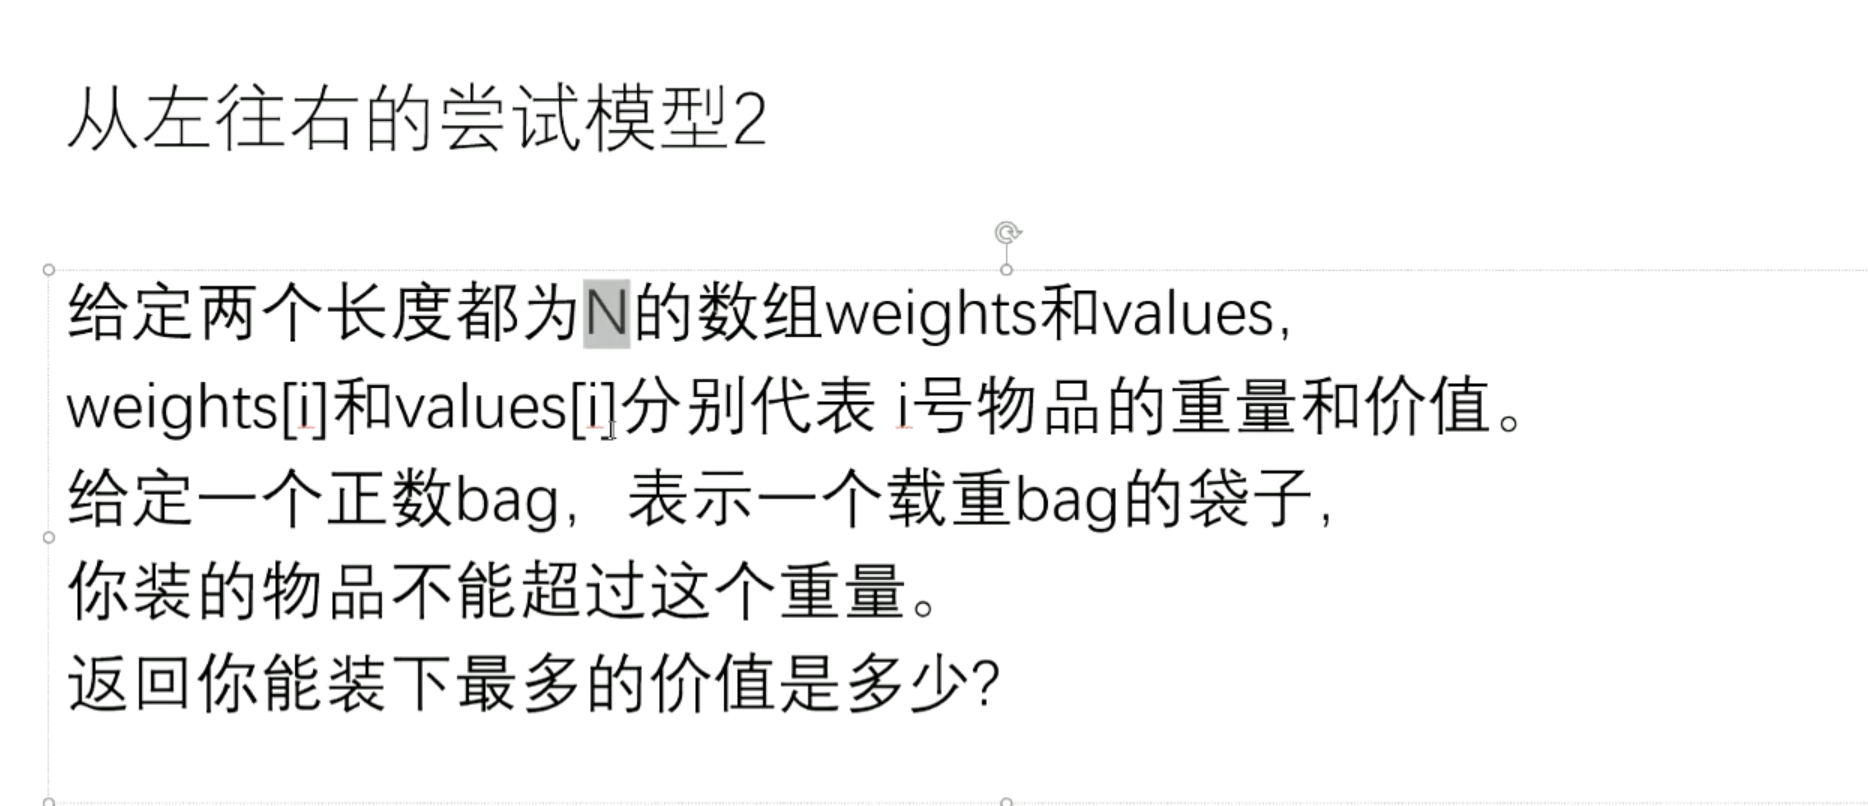 从左往右的尝试模型2
给定两个长度都为N的数组weights和values,
weights[i]和values[i]分别代表 i号物品的重量和价值。
给定一个正数bag, 表示一个载重bag的袋子,
你装的物品不能超过这个重量。
返回你能装下最多的价值是多少?